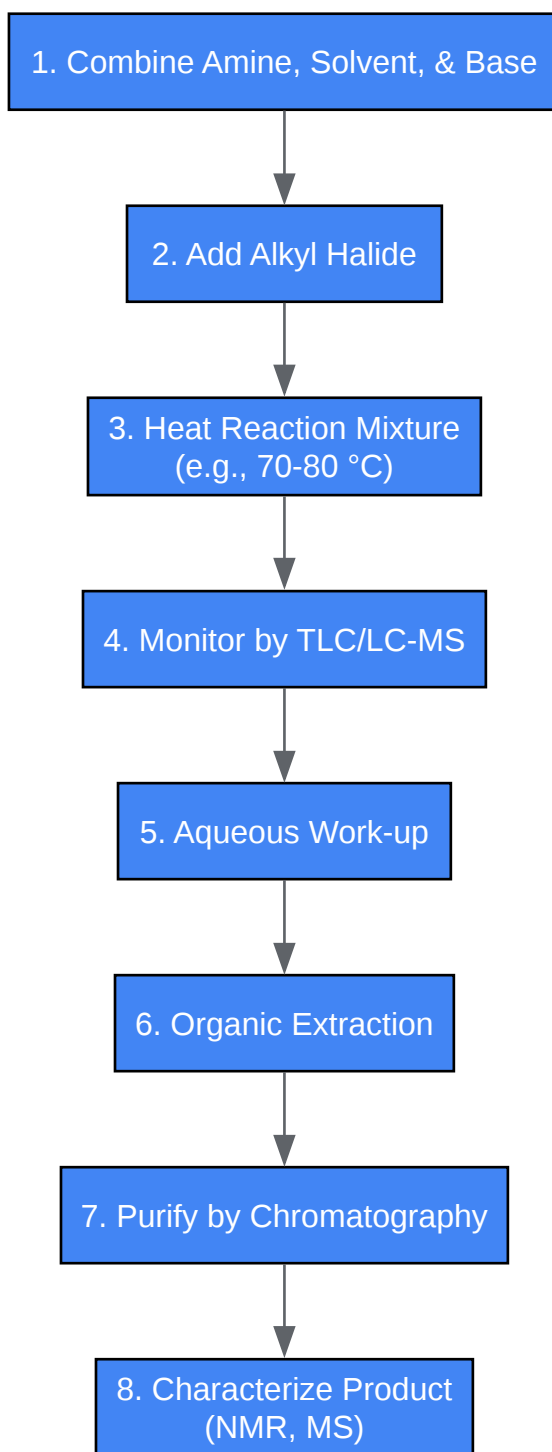 1. Combine Amine, Solvent, & Base
2. Add Alkyl Halide
3. Heat Reaction Mixture
(e.g., 70-80 °C)
4. Monitor by TLC/LC-MS
5. Aqueous Work-up
6. Organic Extraction
7. Purify by Chromatography
8. Characterize Product
(NMR, MS)